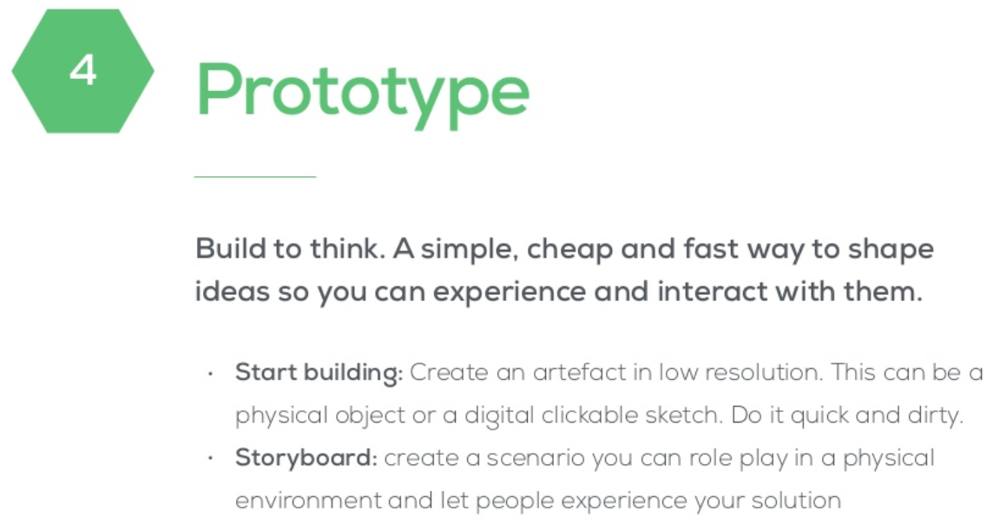 4
Prototype
Build to think. A simple, cheap and fast way to shape
ideas so you can experience and interact with them.
· Start building: Create an artefact in low resolution. This can be a
physical object or a digital clickable sketch. Do it quick and dirty.
· Storyboard: create a scenario you can role play in a physical
environment and let people experience your solution